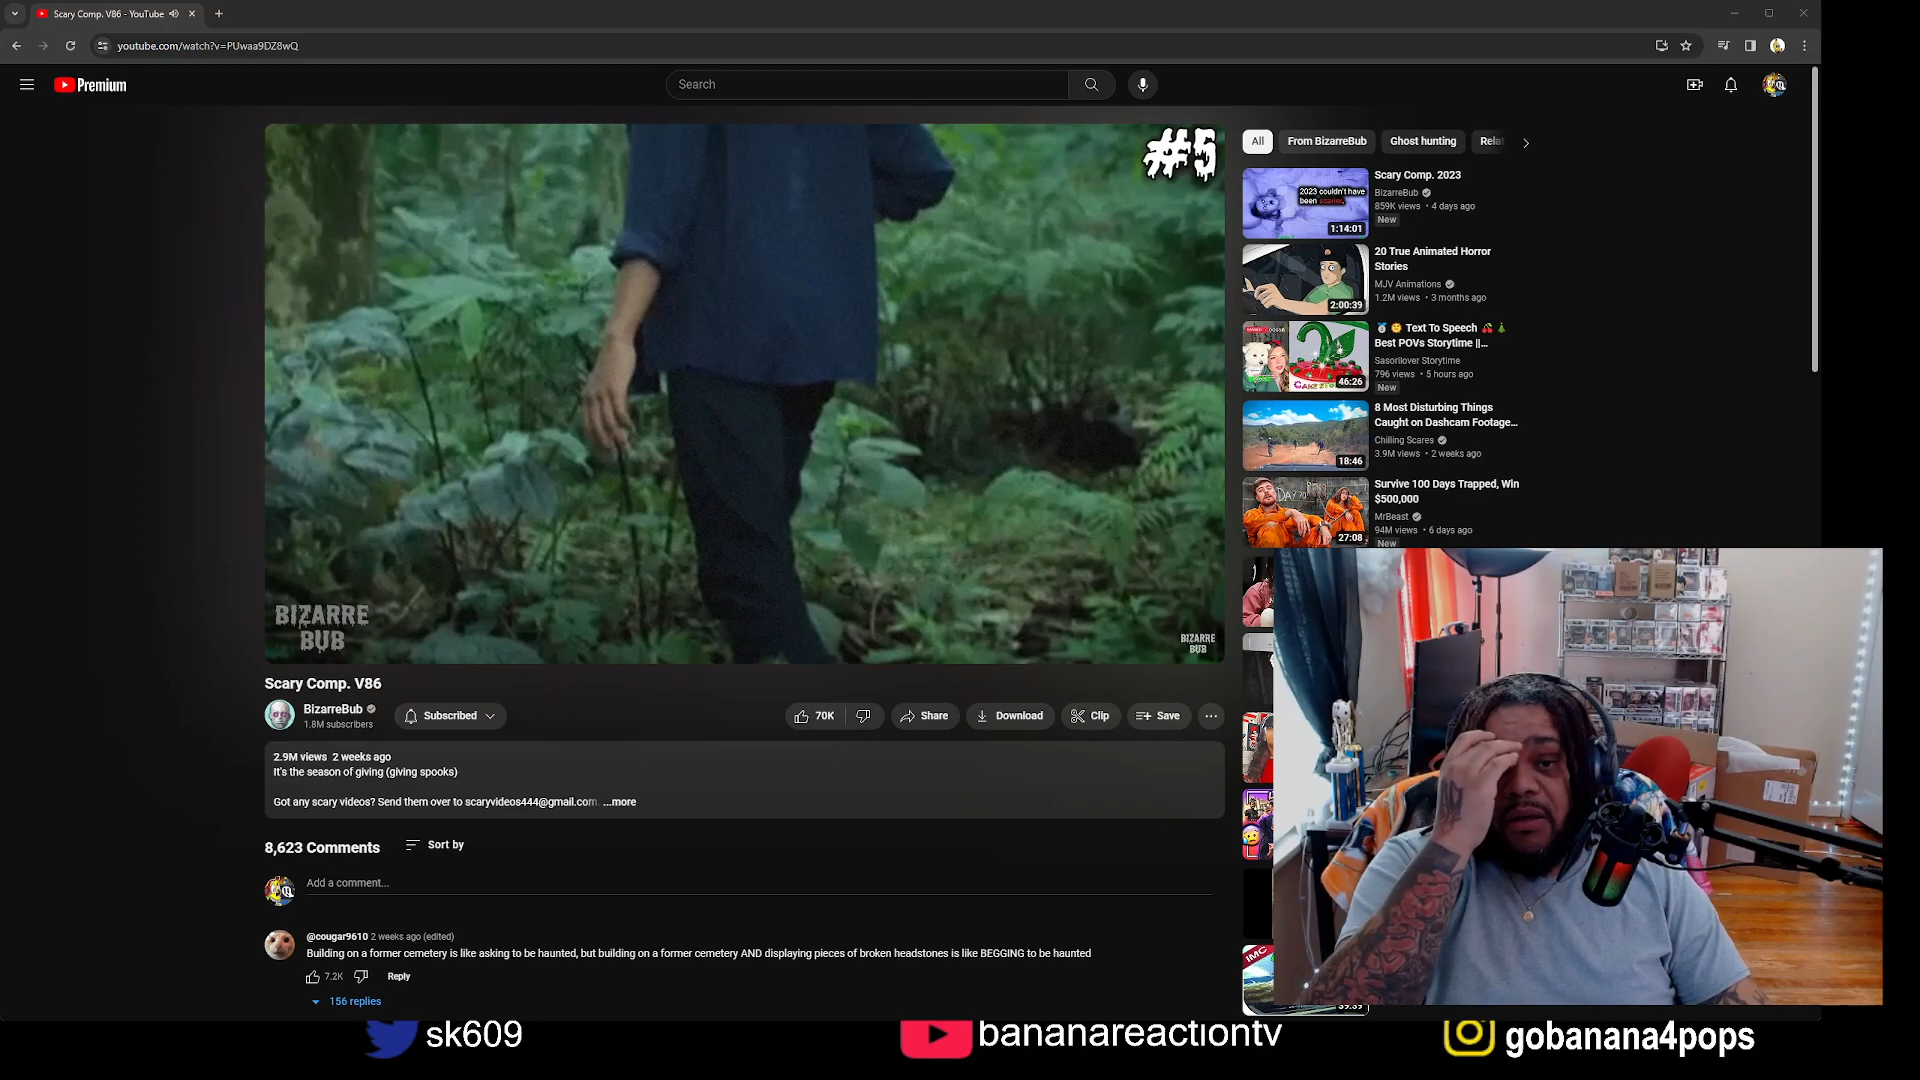 Scary Comp. V86 - YouTube
youtube.com/watch?v=PUwaa9DZ8wQ
Premium
Search
#5
BIZARRE
BUB
BIZARRE
BUB
Scary Comp. V86
BizarreBub
1.8M subscribers
Subscribed
70K
Share
Download
Clip
Save
2.9M views 2 weeks ago
It's the season of giving (giving spooks)
Got any scary videos? Send them over to scaryvideos444@gmail.com. ...more
8,623 Comments
Sort by
Add a comment...
@cougar9610 2 weeks ago (edited)
Building on a former cemetery is like asking to be haunted, but building on a former cemetery AND displaying pieces of broken headstones is like BEGGING to be haunted
7.2K
Reply
156 replies
All
From BizarreBub
Ghost hunting
Rela
2023 couldn't have
been scarier.
1:14:01
Scary Comp. 2023
BizarreBub
859K views • 4 days ago
New
2:00:39
20 True Animated Horror
Stories
MJV Animations
1.2M views • 3 months ago
46:26
Text To Speech
Best POVs Storytime ||...
Sasorilover Storytime
796 views • 5 hours ago
New
18:46
8 Most Disturbing Things
Caught on Dashcam Footage...
Chilling Scares
3.9M views • 2 weeks ago
27:08
Survive 100 Days Trapped, Win
$500,000
MrBeast
94M views • 6 days ago
New
IMC
39:39
sk609
bananareactiontv
gobanana4pops